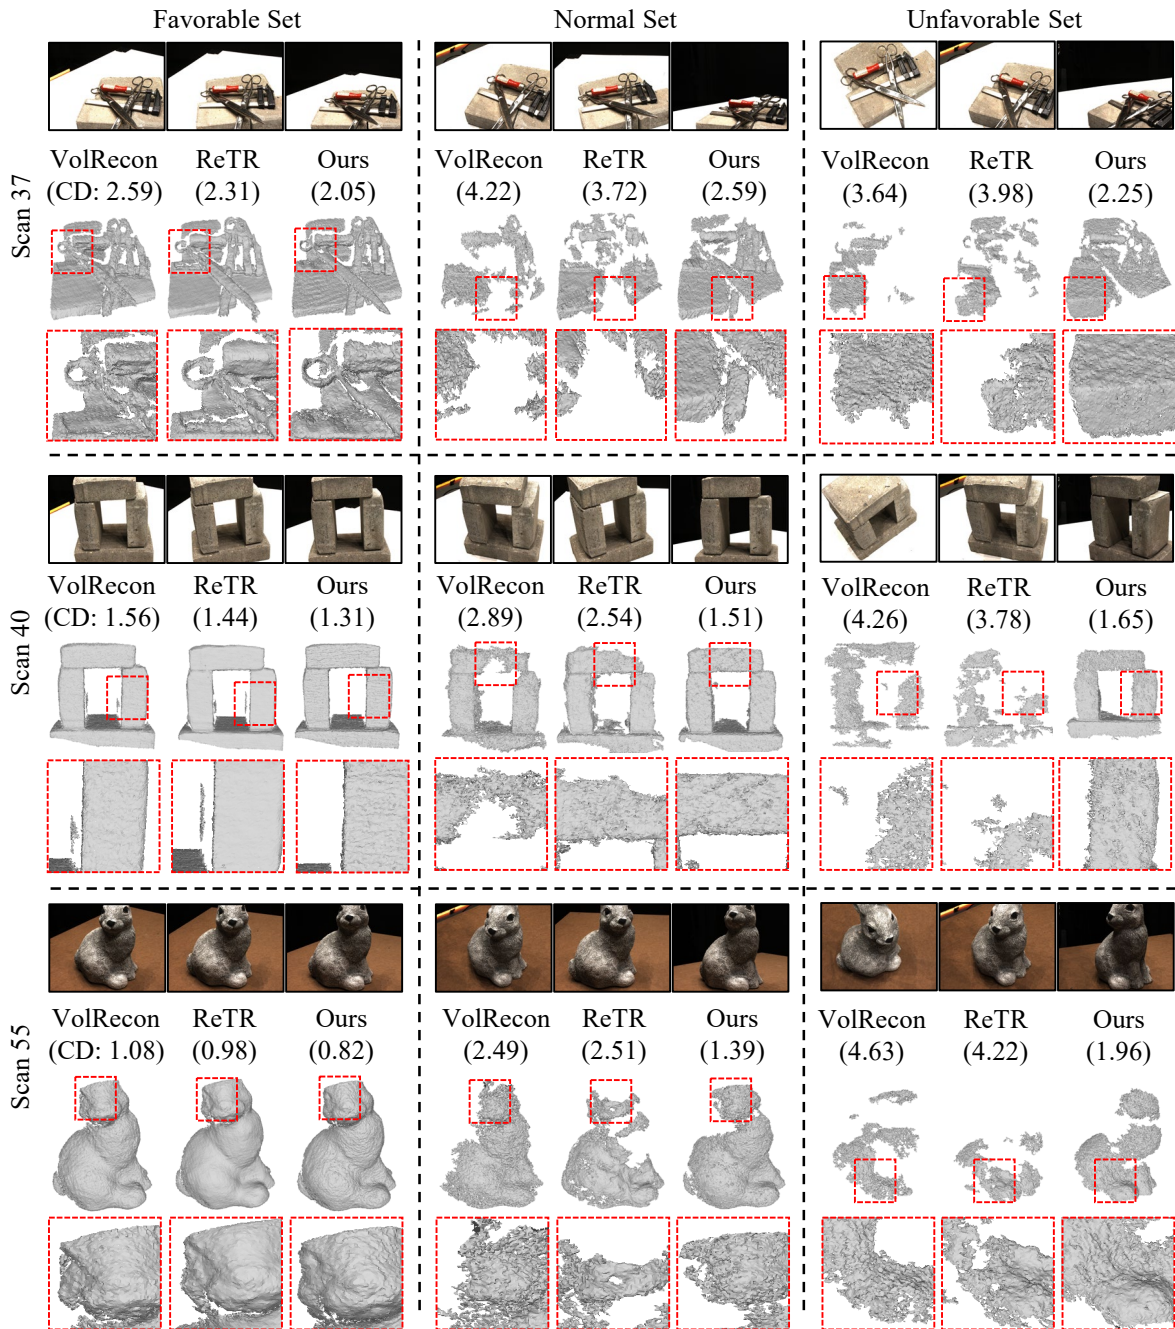 Favorable Set
Normal Set
Unfavorable Set
Scan 37
VolRecon ReTR Ours
(CD: 2.59) (2.31) (2.05)
VolRecon ReTR Ours
(4.22) (3.72) (2.59)
VolRecon ReTR Ours
(3.64) (3.98) (2.25)
Scan 40
VolRecon ReTR Ours
(CD: 1.56) (1.44) (1.31)
VolRecon ReTR Ours
(2.89) (2.54) (1.51)
VolRecon ReTR Ours
(4.26) (3.78) (1.65)
Scan 55
VolRecon ReTR Ours
(CD: 1.08) (0.98) (0.82)
VolRecon ReTR Ours
(2.49) (2.51) (1.39)
VolRecon ReTR Ours
(4.63) (4.22) (1.96)